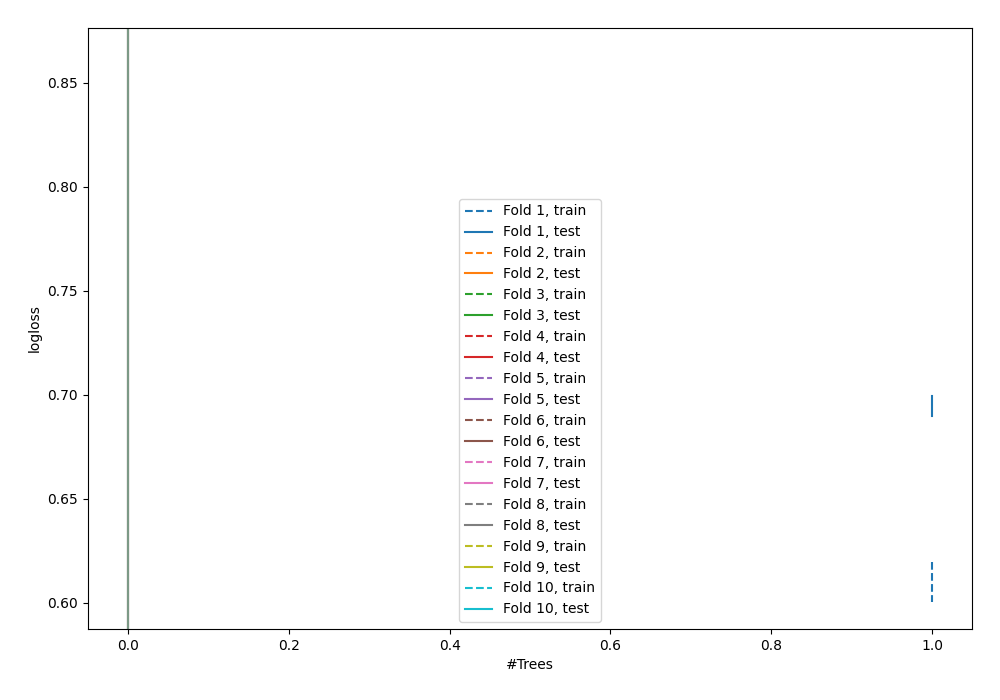 0.85
0.80
0.75
0.70
0.65
0.60
logloss
Fold 1, train
Fold 1, test
Fold 2, train
Fold 2, test
Fold 3, train
Fold 3, test
Fold 4, train
Fold 4, test
Fold 5, train
Fold 5, test
Fold 6, train
Fold 6, test
Fold 7, train
Fold 7, test
Fold 8, train
Fold 8, test
Fold 9, train
Fold 9, test
Fold 10, train
Fold 10, test
0.0 0.2 0.4 0.6 0.8 1.0
#Trees